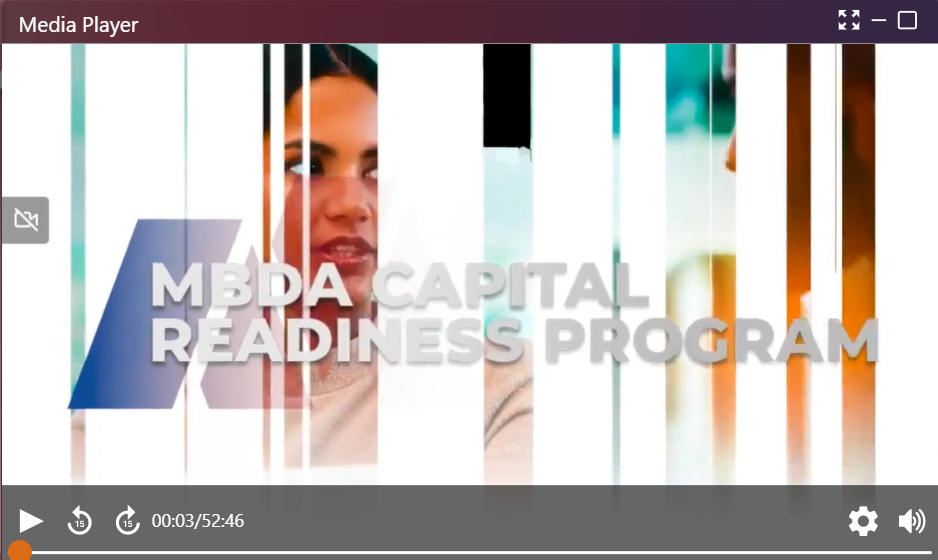 Media Player
MBDA CAPITAL
READINESS PROGRAM
15
15
00:03/52:46